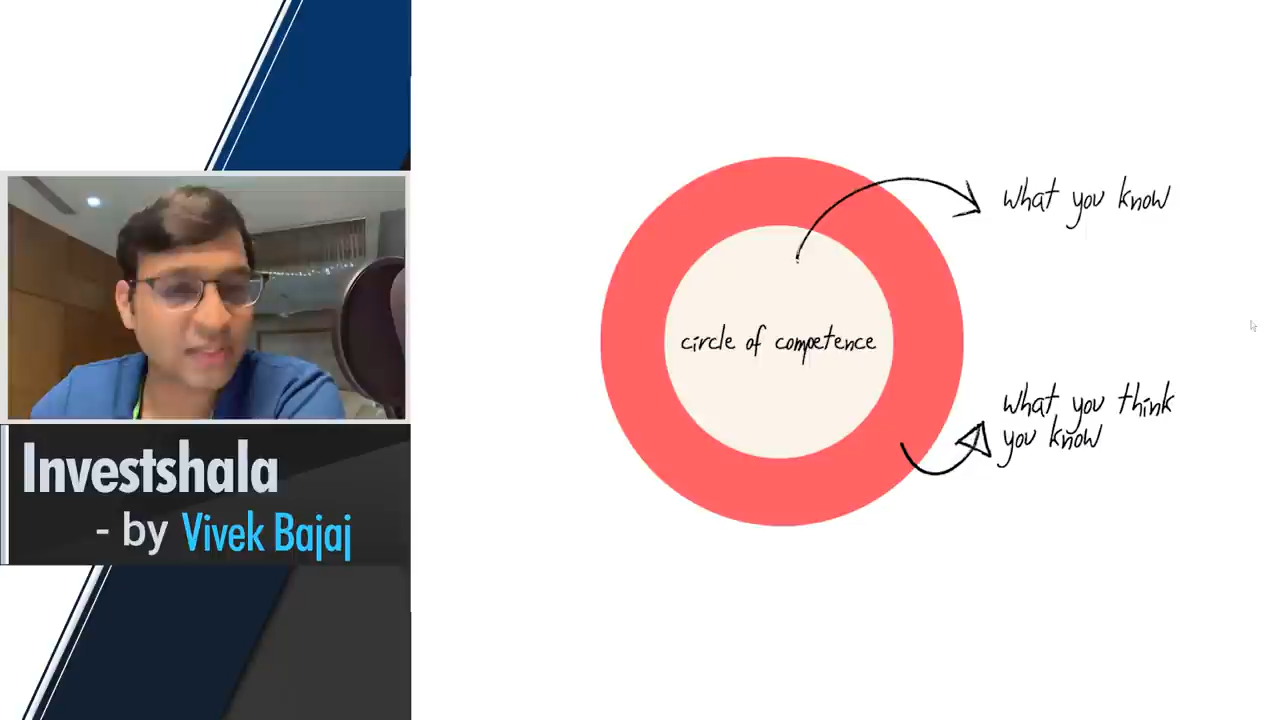 Investshala
- by Vivek Bajaj
circle of competence
what you know
what you think
you know